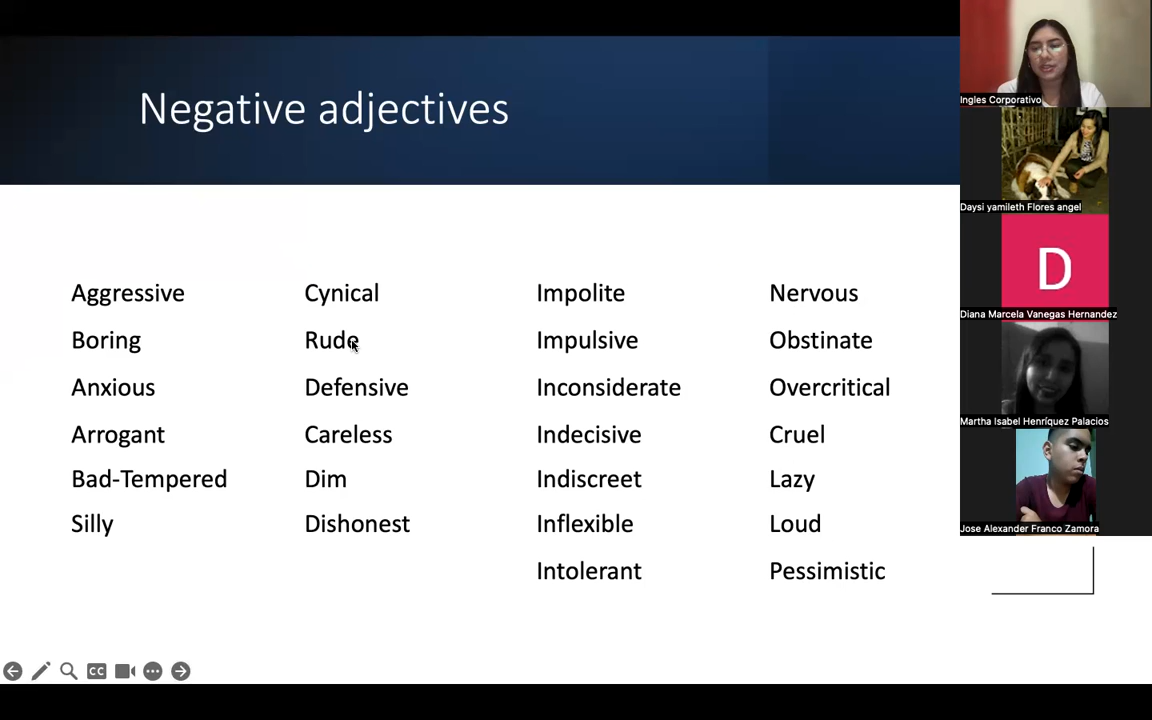 Negative adjectives
Aggressive
Boring
Anxious
Arrogant
Bad-Tempered
Silly
Cynical
Rude
Defensive
Careless
Dim
Dishonest
Impolite
Impulsive
Inconsiderate
Indecisive
Indiscreet
Inflexible
Intolerant
Nervous
Obstinate
Overcritical
Cruel
Lazy
Loud
Pessimistic
Ingles Corporativo
Daysi yamileth Flores angel
D
Diana Marcela Vanegas Hernandez
Martha Isabel Henríquez Palacios
Jose Alexander Franco Zamora
CC